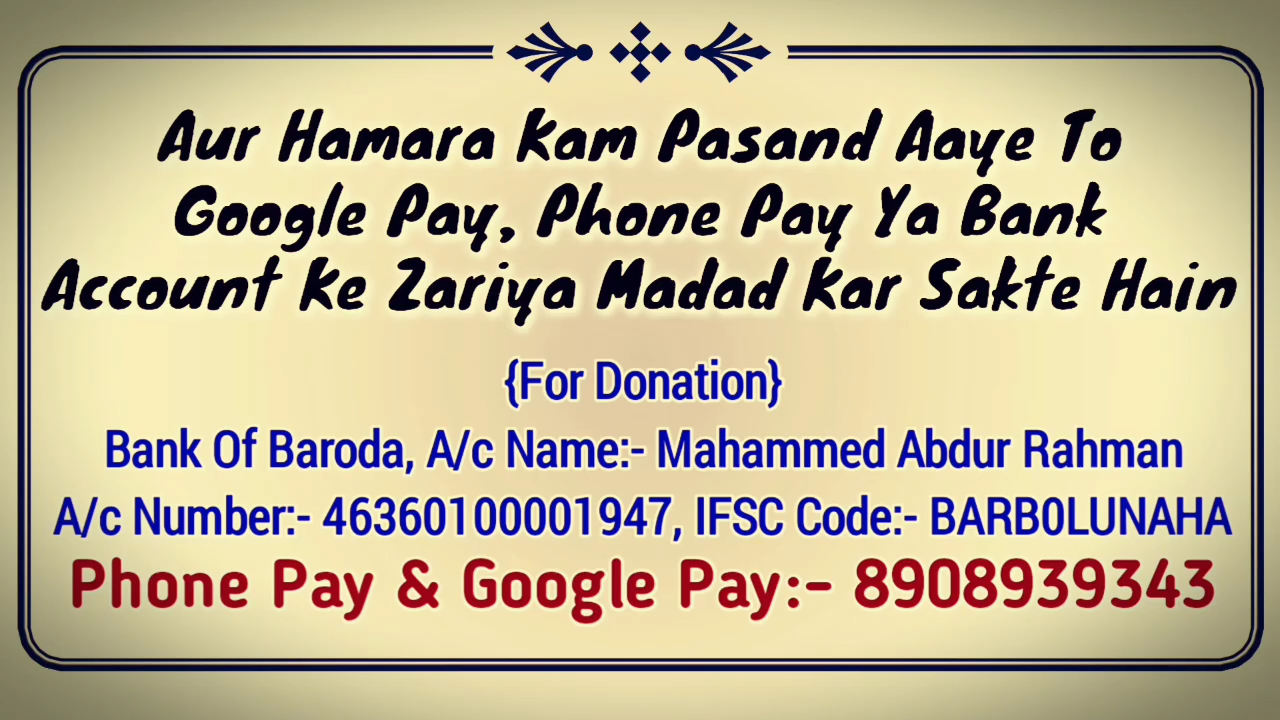 Aur Hamara Kam Pasand Aaye To
Google Pay, Phone Pay Ya Bank
Account Ke Zariya Madad Kar Sakte Hain
{For Donation}
Bank Of Baroda, A/c Name:- Mahammed Abdur Rahman
A/c Number:- 46360100001947, IFSC Code:- BARB0LUNAHA
Phone Pay & Google Pay:- 8908939343